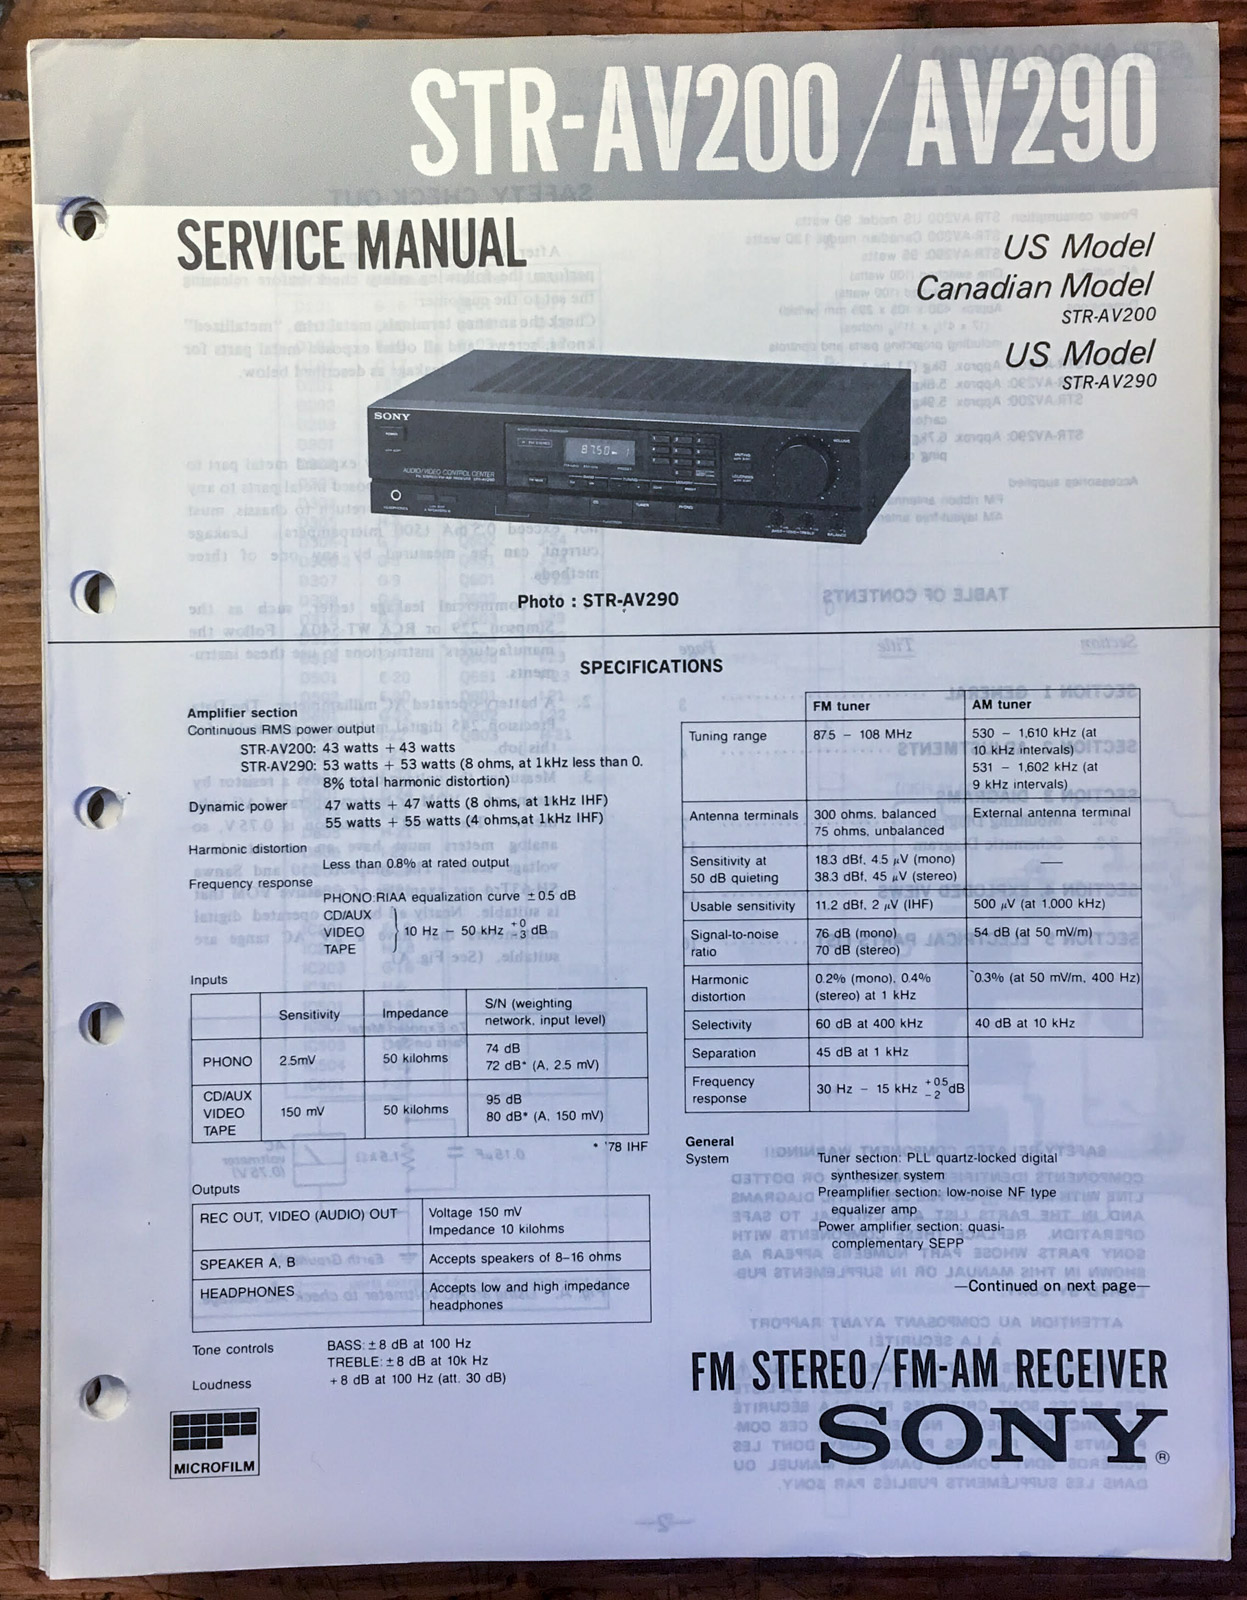 STR-AV200/AV290
SERVICE MANUAL
US Model
Canadian Model
STR-AV200
US Model
STR-AV290
SONY
87.50
AUDIO/VIDEO CONTROL CENTER
VOLUME
TUNER
PHONO
BALANCE
Photo : STR-AV290
SPECIFICATIONS
Amplifier section
Continuous RMS power output
STR-AV200: 43 watts + 43 watts
STR-AV290: 53 watts + 53 watts (8 ohms, at 1kHz less than 0.
8% total harmonic distortion)
Dynamic power 47 watts + 47 watts (8 ohms, at 1kHz IHF)
55 watts + 55 watts (4 ohms,at 1kHz IHF)
Harmonic distortion
Less than 0.8% at rated output
Frequency response
PHONO:RIAA equalization curve ±0.5 dB
CD/AUX
VIDEO 10 Hz – 50 kHz +0 -3 dB
TAPE
Inputs
Sensitivity Impedance S/N (weighting
network, input level)
PHONO 2.5mV 50 kilohms 74 dB
72 dB* (A, 2.5 mV)
CD/AUX
VIDEO 150 mV 50 kilohms 95 dB
TAPE 80 dB* (A, 150 mV)
* '78 IHF
Outputs
REC OUT, VIDEO (AUDIO) OUT Voltage 150 mV
Impedance 10 kilohms
SPEAKER A, B Accepts speakers of 8–16 ohms
HEADPHONES Accepts low and high impedance
headphones
Tone controls BASS: ±8 dB at 100 Hz
TREBLE: ±8 dB at 10k Hz
Loudness +8 dB at 100 Hz (att. 30 dB)
MICROFILM
FM tuner AM tuner
Tuning range 87.5 – 108 MHz 530 – 1,610 kHz (at
10 kHz intervals)
531 – 1,602 kHz (at
9 kHz intervals)
Antenna terminals 300 ohms, balanced External antenna terminal
75 ohms, unbalanced
Sensitivity at 18.3 dBf, 4.5 µV (mono) —
50 dB quieting 38.3 dBf, 45 µV (stereo)
Usable sensitivity 11.2 dBf, 2 µV (IHF) 500 µV (at 1.000 kHz)
Signal-to-noise 76 dB (mono) 54 dB (at 50 mV/m)
ratio 70 dB (stereo)
Harmonic 0.2% (mono), 0.4% 0.3% (at 50 mV/m, 400 Hz)
distortion (stereo) at 1 kHz
Selectivity 60 dB at 400 kHz 40 dB at 10 kHz
Separation 45 dB at 1 kHz
Frequency
response 30 Hz – 15 kHz +0.5 -2 dB
General
System Tuner section: PLL quartz-locked digital
synthesizer system
Preamplifier section: low-noise NF type
equalizer amp
Power amplifier section: quasi-
complementary SEPP
—Continued on next page—
FM STEREO/FM-AM RECEIVER
SONY®